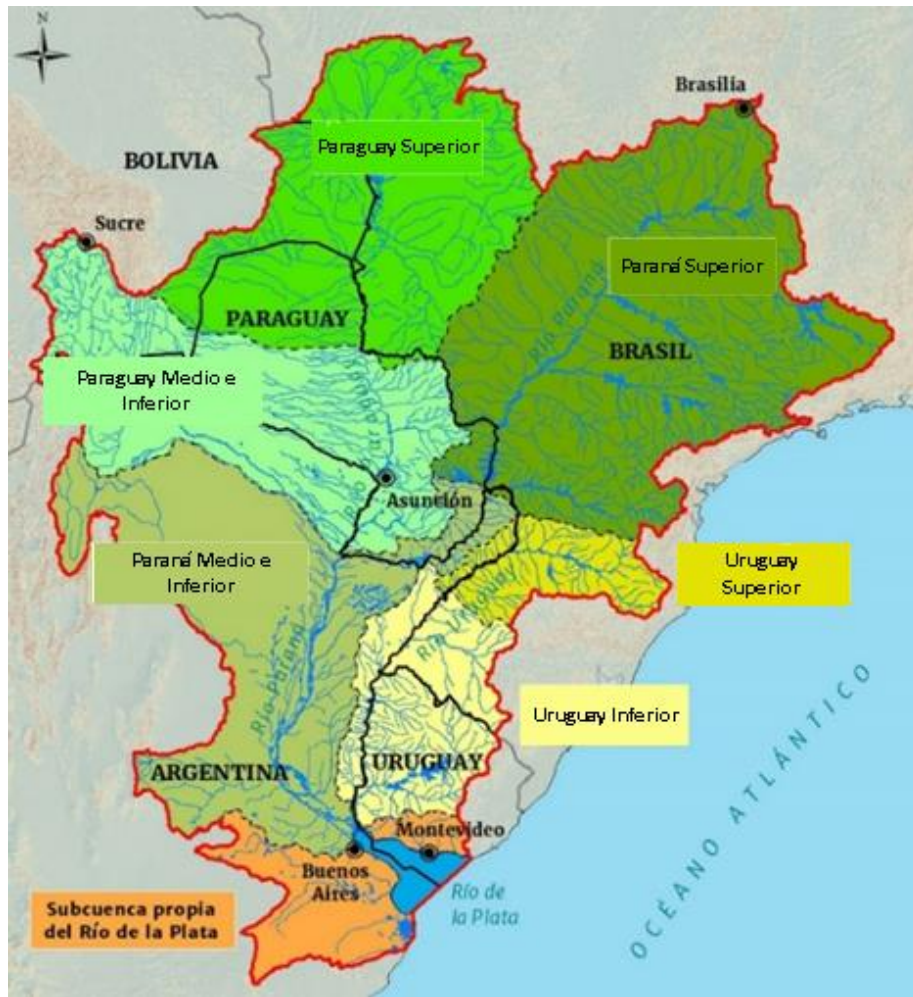 N
Brasilia
BOLIVIA
Paraguay Superior
Sucre
Paraná Superior
PARAGUAY
Río Paraná
BRASIL
Paraguay Medio e
Inferior
Asunción
Paraná Medio e
Inferior
Uruguay
Superior
Río Uruguay
Río Paraná
Uruguay Inferior
ARGENTINA
URUGUAY
OCÉANO ATLÁNTICO
Montevideo
Buenos
Aires
Río de
la Plata
Subcuenca propia
del Río de la Plata